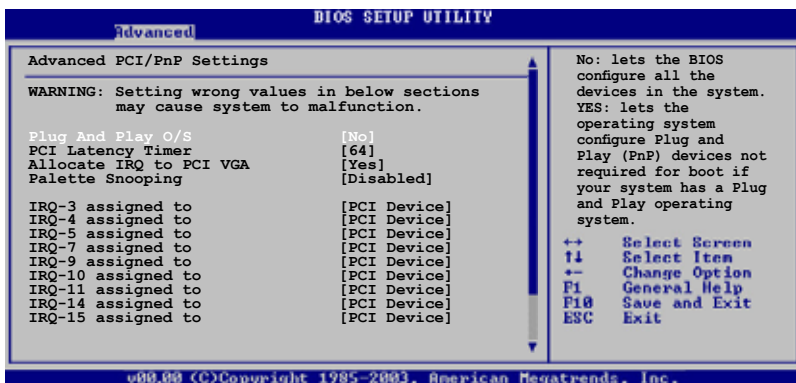 BIOS SETUP UTILITY
Advanced
Advanced PCI/PnP Settings
WARNING: Setting wrong values in below sections
may cause system to malfunction.
Plug And Play O/S [No]
PCI Latency Timer [64]
Allocate IRQ to PCI VGA [Yes]
Palette Snooping [Disabled]
IRQ-3 assigned to [PCI Device]
IRQ-4 assigned to [PCI Device]
IRQ-5 assigned to [PCI Device]
IRQ-7 assigned to [PCI Device]
IRQ-9 assigned to [PCI Device]
IRQ-10 assigned to [PCI Device]
IRQ-11 assigned to [PCI Device]
IRQ-14 assigned to [PCI Device]
IRQ-15 assigned to [PCI Device]
No: lets the BIOS
configure all the
devices in the system.
YES: lets the
operating system
configure Plug and
Play (PnP) devices not
required for boot if
your system has a Plug
and Play operating
system.
↔ Select Screen
↑↓ Select Item
+- Change Option
F1 General Help
F10 Save and Exit
ESC Exit
v00.00 (C)Copyright 1985-2003, American Megatrends, Inc.